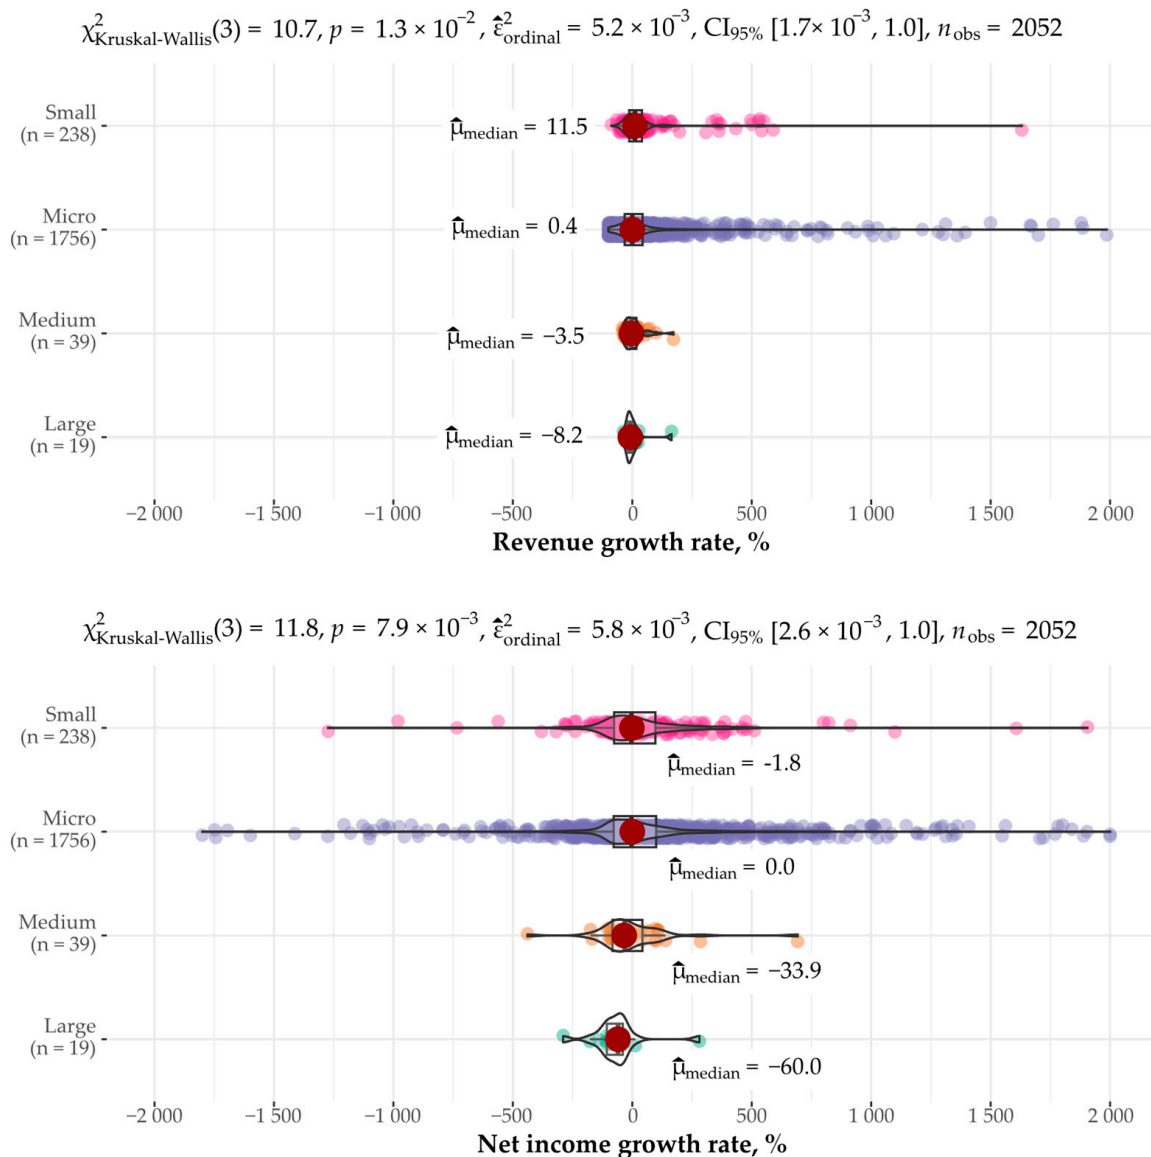 χ²Kruskal-Wallis(3) = 10.7, p = 1.3 × 10⁻², ε̂²ordinal = 5.2 × 10⁻³, CI95% [1.7× 10⁻³, 1.0], nobs = 2052
Small
(n = 238)
μ̂median = 11.5
Micro
(n = 1756)
μ̂median = 0.4
Medium
(n = 39)
μ̂median = −3.5
Large
(n = 19)
μ̂median = −8.2
−2 000 −1 500 −1 000 −500 0 500 1 000 1 500 2 000
Revenue growth rate, %
χ²Kruskal-Wallis(3) = 11.8, p = 7.9 × 10⁻³, ε̂²ordinal = 5.8 × 10⁻³, CI95% [2.6 × 10⁻³, 1.0], nobs = 2052
Small
(n = 238)
μ̂median = -1.8
Micro
(n = 1756)
μ̂median = 0.0
Medium
(n = 39)
μ̂median = −33.9
Large
(n = 19)
μ̂median = −60.0
−2 000 −1 500 −1 000 −500 0 500 1 000 1 500 2 000
Net income growth rate, %